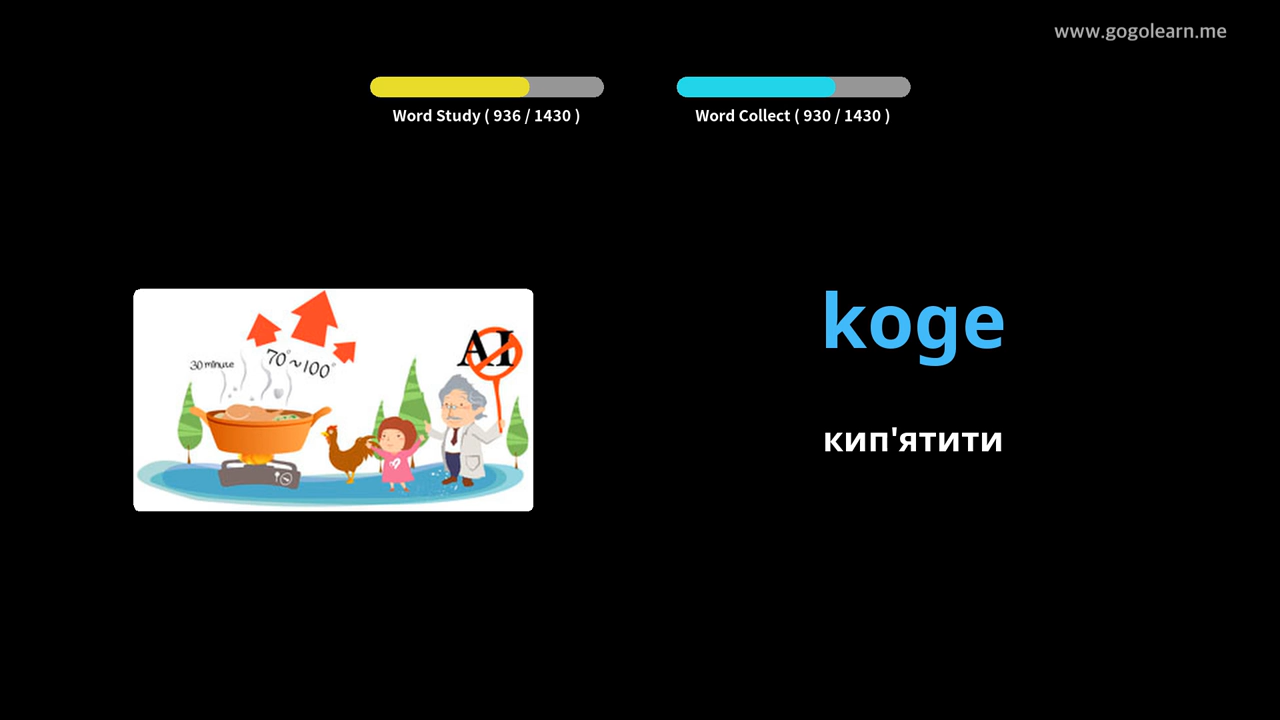 www.gogolearn.me
Word Study ( 936 / 1430 )
Word Collect ( 930 / 1430 )
30 minute
70°~100°
AI
koge
кип'ятити